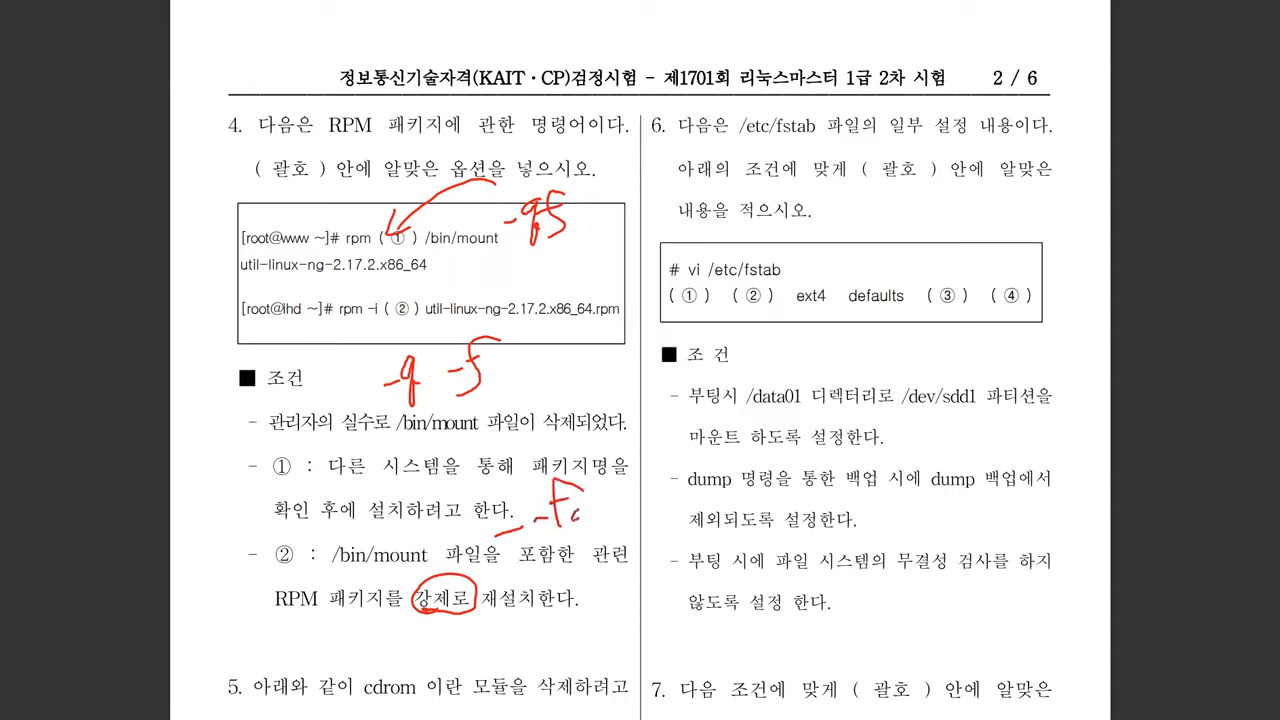 정보통신기술자격(KAIT·CP)검정시험 - 제1701회 리눅스마스터 1급 2차 시험 2 / 6
4. 다음은 RPM 패키지에 관한 명령어이다.
( 괄호 ) 안에 알맞은 옵션을 넣으시오.
-qf
[root@www ~]# rpm ( ① ) /bin/mount
util-linux-ng-2.17.2.x86_64
[root@ihd ~]# rpm -i ( ② ) util-linux-ng-2.17.2.x86_64.rpm
-q -f
■ 조건
- 관리자의 실수로 /bin/mount 파일이 삭제되었다.
- ① : 다른 시스템을 통해 패키지명을
확인 후에 설치하려고 한다.
- ② : /bin/mount 파일을 포함한 관련
RPM 패키지를 강제로 재설치한다.
5. 아래와 같이 cdrom 이란 모듈을 삭제하려고
6. 다음은 /etc/fstab 파일의 일부 설정 내용이다.
아래의 조건에 맞게 ( 괄호 ) 안에 알맞은
내용을 적으시오.
# vi /etc/fstab
( ① ) ( ② ) ext4 defaults ( ③ ) ( ④ )
■ 조 건
- 부팅시 /data01 디렉터리로 /dev/sdd1 파티션을
마운트 하도록 설정한다.
- dump 명령을 통한 백업 시에 dump 백업에서
제외되도록 설정한다.
- 부팅 시에 파일 시스템의 무결성 검사를 하지
않도록 설정 한다.
7. 다음 조건에 맞게 ( 괄호 ) 안에 알맞은